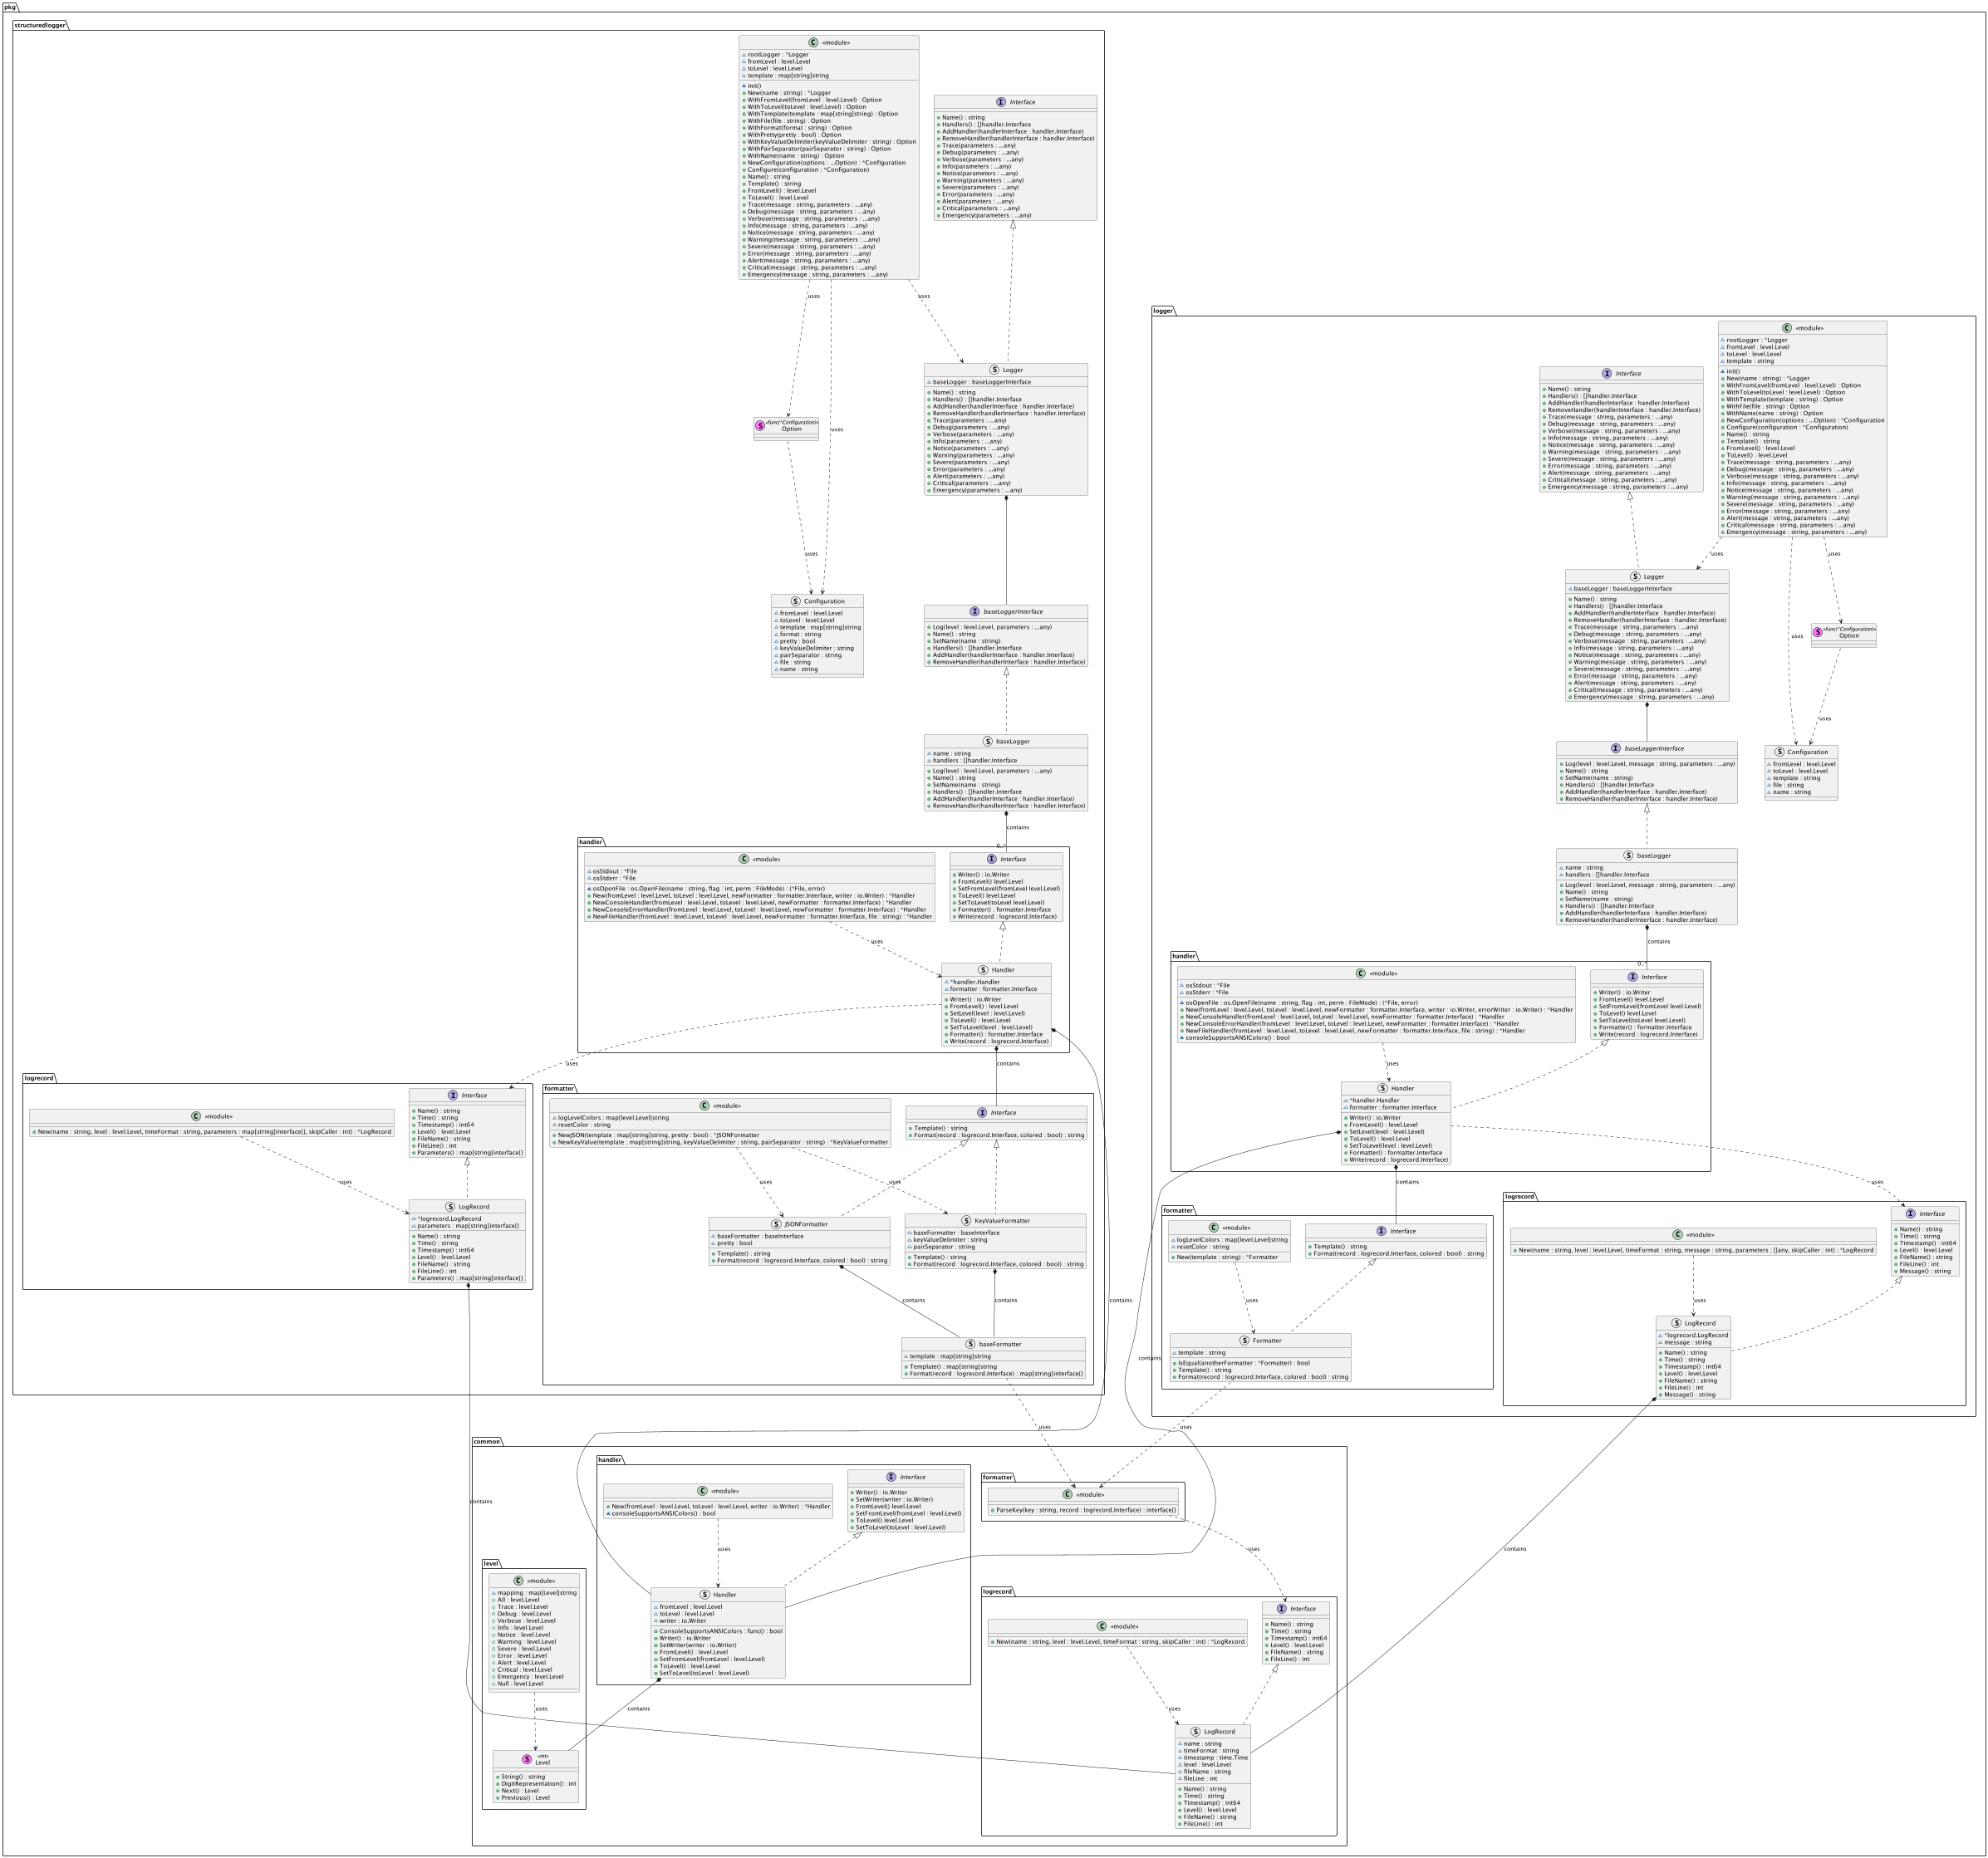 pkg
structuredlogger
«module»
rootLogger : *Logger
fromLevel : level.Level
toLevel : level.Level
template : map[string]string
init()
New(name : string) : *Logger
WithFromLevel(fromLevel : level.Level) : Option
WithToLevel(toLevel : level.Level) : Option
WithTemplate(template : map[string]string) : Option
WithFile(file : string) : Option
WithFormat(format : string) : Option
WithPretty(pretty : bool) : Option
WithKeyValueDelimiter(keyValueDelimiter : string) : Option
WithPairSeparator(pairSeparator : string) : Option
WithName(name : string) : Option
NewConfiguration(options : ...Option) : *Configuration
Configure(configuration : *Configuration)
Name() : string
Template() : string
FromLevel() : level.Level
ToLevel() : level.Level
Trace(message : string, parameters : ...any)
Debug(message : string, parameters : ...any)
Verbose(message : string, parameters : ...any)
Info(message : string, parameters : ...any)
Notice(message : string, parameters : ...any)
Warning(message : string, parameters : ...any)
Severe(message : string, parameters : ...any)
Error(message : string, parameters : ...any)
Alert(message : string, parameters : ...any)
Critical(message : string, parameters : ...any)
Emergency(message : string, parameters : ...any)
Interface
Name() : string
Handlers() : []handler.Interface
AddHandler(handlerInterface : handler.Interface)
RemoveHandler(handlerInterface : handler.Interface)
Trace(parameters : ...any)
Debug(parameters : ...any)
Verbose(parameters : ...any)
Info(parameters : ...any)
Notice(parameters : ...any)
Warning(parameters : ...any)
Severe(parameters : ...any)
Error(parameters : ...any)
Alert(parameters : ...any)
Critical(parameters : ...any)
Emergency(parameters : ...any)
uses
uses
uses
Logger
baseLogger : baseLoggerInterface
Name() : string
Handlers() : []handler.Interface
AddHandler(handlerInterface : handler.Interface)
RemoveHandler(handlerInterface : handler.Interface)
Trace(parameters : ...any)
Debug(parameters : ...any)
Verbose(parameters : ...any)
Info(parameters : ...any)
Notice(parameters : ...any)
Warning(parameters : ...any)
Severe(parameters : ...any)
Error(parameters : ...any)
Alert(parameters : ...any)
Critical(parameters : ...any)
Emergency(parameters : ...any)
«func(*Configuration)»
Option
uses
Configuration
fromLevel : level.Level
toLevel : level.Level
template : map[string]string
format : string
pretty : bool
keyValueDelimiter : string
pairSeparator : string
file : string
name : string
baseLoggerInterface
Log(level : level.Level, parameters : ...any)
Name() : string
SetName(name : string)
Handlers() : []handler.Interface
AddHandler(handlerInterface : handler.Interface)
RemoveHandler(handlerInterface : handler.Interface)
baseLogger
name : string
handlers : []handler.Interface
Log(level : level.Level, parameters : ...any)
Name() : string
SetName(name : string)
Handlers() : []handler.Interface
AddHandler(handlerInterface : handler.Interface)
RemoveHandler(handlerInterface : handler.Interface)
contains
0..*
handler
«module»
osStdout : *File
osStderr : *File
osOpenFile : os.OpenFile(name : string, flag : int, perm : FileMode) : (*File, error)
New(fromLevel : level.Level, toLevel : level.Level, newFormatter : formatter.Interface, writer : io.Writer) : *Handler
NewConsoleHandler(fromLevel : level.Level, toLevel : level.Level, newFormatter : formatter.Interface) : *Handler
NewConsoleErrorHandler(fromLevel : level.Level, toLevel : level.Level, newFormatter : formatter.Interface) : *Handler
NewFileHandler(fromLevel : level.Level, toLevel : level.Level, newFormatter : formatter.Interface, file : string) : *Handler
Interface
Writer() : io.Writer
FromLevel() level.Level
SetFromLevel(fromLevel level.Level)
ToLevel() level.Level
SetToLevel(toLevel level.Level)
Formatter() : formatter.Interface
Write(record : logrecord.Interface)
uses
Handler
*handler.Handler
formatter : formatter.Interface
Writer() : io.Writer
FromLevel() : level.Level
SetLevel(level : level.Level)
ToLevel() : level.Level
SetToLevel(level : level.Level)
Formatter() : formatter.Interface
Write(record : logrecord.Interface)
uses
contains
logrecord
«module»
New(name : string, level : level.Level, timeFormat : string, parameters : map[string]interface{}, skipCaller : int) : *LogRecord
Interface
Name() : string
Time() : string
Timestamp() : int64
Level() : level.Level
FileName() : string
FileLine() : int
Parameters() : map[string]interface{}
uses
LogRecord
*logrecord.LogRecord
parameters : map[string]interface{}
Name() : string
Time() : string
Timestamp() : int64
Level() : level.Level
FileName() : string
FileLine() : int
Parameters() : map[string]interface{}
formatter
«module»
logLevelColors : map[level.Level]string
resetColor : string
NewJSON(template : map[string]string, pretty : bool) : *JSONFormatter
NewKeyValue(template : map[string]string, keyValueDelimiter : string, pairSeparator : string) : *KeyValueFormatter
Interface
Template() : string
Format(record : logrecord.Interface, colored : bool) : string
uses
uses
JSONFormatter
baseFormatter : baseInterface
pretty : bool
Template() : string
Format(record : logrecord.Interface, colored : bool) : string
KeyValueFormatter
baseFormatter : baseInterface
keyValueDelimiter : string
pairSeparator : string
Template() : string
Format(record : logrecord.Interface, colored : bool) : string
contains
contains
contains
baseFormatter
template : map[string]string
Template() : map[string]string
Format(record : logrecord.Interface) : map[string]interface{}
uses
contains
logger
«module»
rootLogger : *Logger
fromLevel : level.Level
toLevel : level.Level
template : string
init()
New(name : string) : *Logger
WithFromLevel(fromLevel : level.Level) : Option
WithToLevel(toLevel : level.Level) : Option
WithTemplate(template : string) : Option
WithFile(file : string) : Option
WithName(name : string) : Option
NewConfiguration(options : ...Option) : *Configuration
Configure(configuration : *Configuration)
Name() : string
Template() : string
FromLevel() : level.Level
ToLevel() : level.Level
Trace(message : string, parameters : ...any)
Debug(message : string, parameters : ...any)
Verbose(message : string, parameters : ...any)
Info(message : string, parameters : ...any)
Notice(message : string, parameters : ...any)
Warning(message : string, parameters : ...any)
Severe(message : string, parameters : ...any)
Error(message : string, parameters : ...any)
Alert(message : string, parameters : ...any)
Critical(message : string, parameters : ...any)
Emergency(message : string, parameters : ...any)
Interface
Name() : string
Handlers() : []handler.Interface
AddHandler(handlerInterface : handler.Interface)
RemoveHandler(handlerInterface : handler.Interface)
Trace(message : string, parameters : ...any)
Debug(message : string, parameters : ...any)
Verbose(message : string, parameters : ...any)
Info(message : string, parameters : ...any)
Notice(message : string, parameters : ...any)
Warning(message : string, parameters : ...any)
Severe(message : string, parameters : ...any)
Error(message : string, parameters : ...any)
Alert(message : string, parameters : ...any)
Critical(message : string, parameters : ...any)
Emergency(message : string, parameters : ...any)
uses
uses
uses
Logger
baseLogger : baseLoggerInterface
Name() : string
Handlers() : []handler.Interface
AddHandler(handlerInterface : handler.Interface)
RemoveHandler(handlerInterface : handler.Interface)
Trace(message : string, parameters : ...any)
Debug(message : string, parameters : ...any)
Verbose(message : string, parameters : ...any)
Info(message : string, parameters : ...any)
Notice(message : string, parameters : ...any)
Warning(message : string, parameters : ...any)
Severe(message : string, parameters : ...any)
Error(message : string, parameters : ...any)
Alert(message : string, parameters : ...any)
Critical(message : string, parameters : ...any)
Emergency(message : string, parameters : ...any)
«func(*Configuration)»
Option
uses
Configuration
fromLevel : level.Level
toLevel : level.Level
template : string
file : string
name : string
baseLoggerInterface
Log(level : level.Level, message : string, parameters : ...any)
Name() : string
SetName(name : string)
Handlers() : []handler.Interface
AddHandler(handlerInterface : handler.Interface)
RemoveHandler(handlerInterface : handler.Interface)
baseLogger
name : string
handlers : []handler.Interface
Log(level : level.Level, message : string, parameters : ...any)
Name() : string
SetName(name : string)
Handlers() : []handler.Interface
AddHandler(handlerInterface : handler.Interface)
RemoveHandler(handlerInterface : handler.Interface)
contains
0..*
handler
«module»
osStdout : *File
osStderr : *File
osOpenFile : os.OpenFile(name : string, flag : int, perm : FileMode) : (*File, error)
New(fromLevel : level.Level, toLevel : level.Level, newFormatter : formatter.Interface, writer : io.Writer, errorWriter : io.Writer) : *Handler
NewConsoleHandler(fromLevel : level.Level, toLevel : level.Level, newFormatter : formatter.Interface) : *Handler
NewConsoleErrorHandler(fromLevel : level.Level, toLevel : level.Level, newFormatter : formatter.Interface) : *Handler
NewFileHandler(fromLevel : level.Level, toLevel : level.Level, newFormatter : formatter.Interface, file : string) : *Handler
consoleSupportsANSIColors() : bool
Interface
Writer() : io.Writer
FromLevel() level.Level
SetFromLevel(fromLevel level.Level)
ToLevel() level.Level
SetToLevel(toLevel level.Level)
Formatter() : formatter.Interface
Write(record : logrecord.Interface)
uses
Handler
*handler.Handler
formatter : formatter.Interface
Writer() : io.Writer
FromLevel() : level.Level
SetLevel(level : level.Level)
ToLevel() : level.Level
SetToLevel(level : level.Level)
Formatter() : formatter.Interface
Write(record : logrecord.Interface)
contains
uses
contains
formatter
«module»
logLevelColors : map[level.Level]string
resetColor : string
New(template : string) : *Formatter
Interface
Template() : string
Format(record : logrecord.Interface, colored : bool) : string
uses
Formatter
template : string
IsEqual(anotherFormatter : *Formatter) : bool
Template() : string
Format(record : logrecord.Interface, colored : bool) : string
uses
logrecord
«module»
New(name : string, level : level.Level, timeFormat : string, message : string, parameters : []any, skipCaller : int) : *LogRecord
Interface
Name() : string
Time() : string
Timestamp() : int64
Level() : level.Level
FileName() : string
FileLine() : int
Message() : string
uses
LogRecord
*logrecord.LogRecord
message : string
Name() : string
Time() : string
Timestamp() : int64
Level() : level.Level
FileName() : string
FileLine() : int
Message() : string
contains
common
handler
«module»
New(fromLevel : level.Level, toLevel : level.Level, writer : io.Writer) : *Handler
consoleSupportsANSIColors() : bool
Interface
Writer() : io.Writer
SetWriter(writer : io.Writer)
FromLevel() level.Level
SetFromLevel(fromLevel : level.Level)
ToLevel() level.Level
SetToLevel(toLevel : level.Level)
uses
Handler
fromLevel : level.Level
toLevel : level.Level
writer : io.Writer
ConsoleSupportsANSIColors : func() : bool
Writer() : io.Writer
SetWriter(writer : io.Writer)
FromLevel() : level.Level
SetFromLevel(fromLevel : level.Level)
ToLevel() : level.Level
SetToLevel(toLevel : level.Level)
contains
formatter
«module»
ParseKey(key : string, record : logrecord.Interface) : interface{}
uses
level
«module»
mapping : map[Level]string
All : level.Level
Trace : level.Level
Debug : level.Level
Verbose : level.Level
Info : level.Level
Notice : level.Level
Warning : level.Level
Severe : level.Level
Error : level.Level
Alert : level.Level
Critical : level.Level
Emergency : level.Level
Null : level.Level
uses
«int»
Level
String() : string
DigitRepresentation() : int
Next() : Level
Previous() : Level
logrecord
«module»
New(name : string, level : level.Level, timeFormat : string, skipCaller : int) : *LogRecord
Interface
Name() : string
Time() : string
Timestamp() : int64
Level() : level.Level
FileName() : string
FileLine() : int
uses
LogRecord
name : string
timeFormat : string
timestamp : time.Time
level : level.Level
fileName : string
fileLine : int
Name() : string
Time() : string
Timestamp() : int64
Level() : level.Level
FileName() : string
FileLine() : int